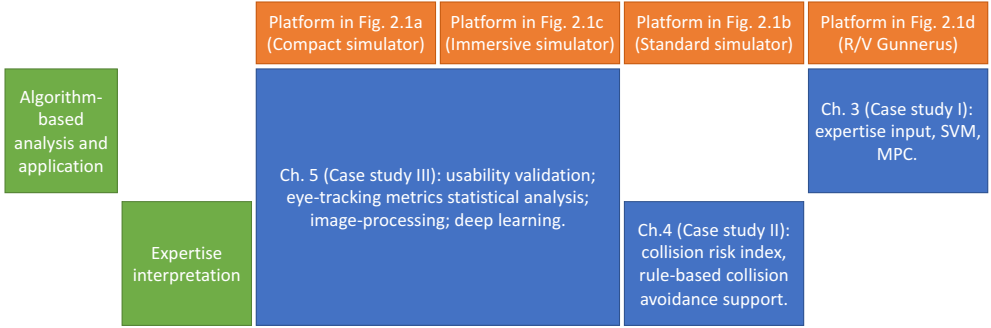 Platform in Fig. 2.1a
(Compact simulator)
Platform in Fig. 2.1c
(Immersive simulator)
Platform in Fig. 2.1b
(Standard simulator)
Platform in Fig. 2.1d
(R/V Gunnerus)
Algorithm-
based
analysis and
application
Ch. 3 (Case study I):
expertise input, SVM,
MPC.
Ch. 5 (Case study III): usability validation;
eye-tracking metrics statistical analysis;
image-processing; deep learning.
Expertise
interpretation
Ch.4 (Case study II):
collision risk index,
rule-based collision
avoidance support.